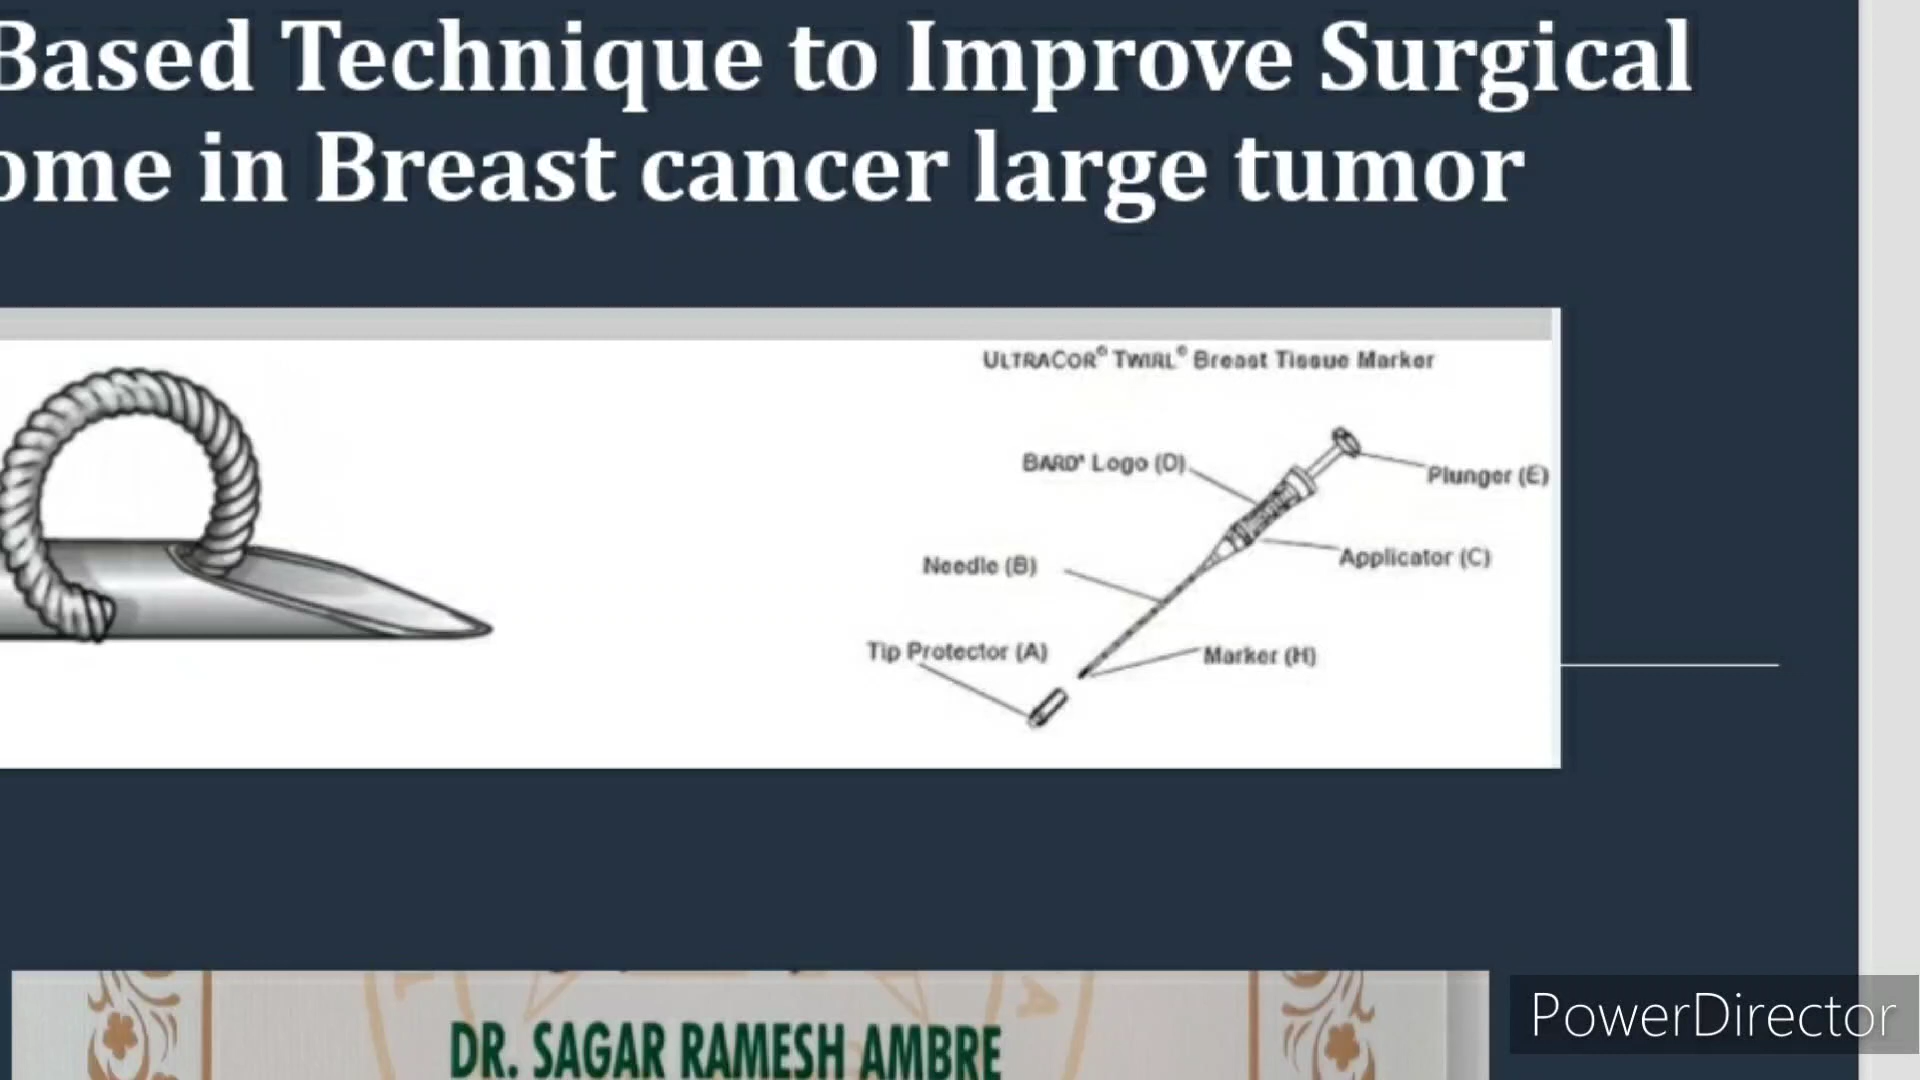 Based Technique to Improve Surgical
ome in Breast cancer large tumor
ULTRACOR® TWIRL® Breast Tissue Marker
BARD® Logo (D)
Plunger (E)
Needle (B)
Applicator (C)
Tip Protector (A)
Marker (H)
DR. SAGAR RAMESH AMBRE
PowerDirector